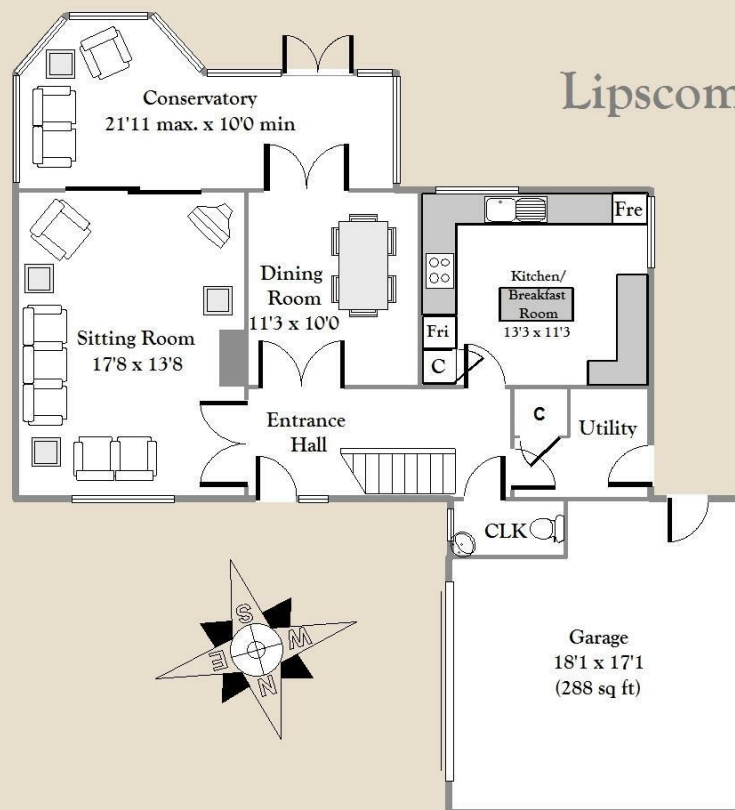 Lipscom
Conservatory
21'11 max. x 10'0 min
Fre
Dining
Room
11'3 x 10'0
Kitchen/
Breakfast
Room
13'3 x 11'3
Sitting Room
17'8 x 13'8
Fri
C
Entrance
Hall
C
Utility
CLK
S
W
E
N
Garage
18'1 x 17'1
(288 sq ft)